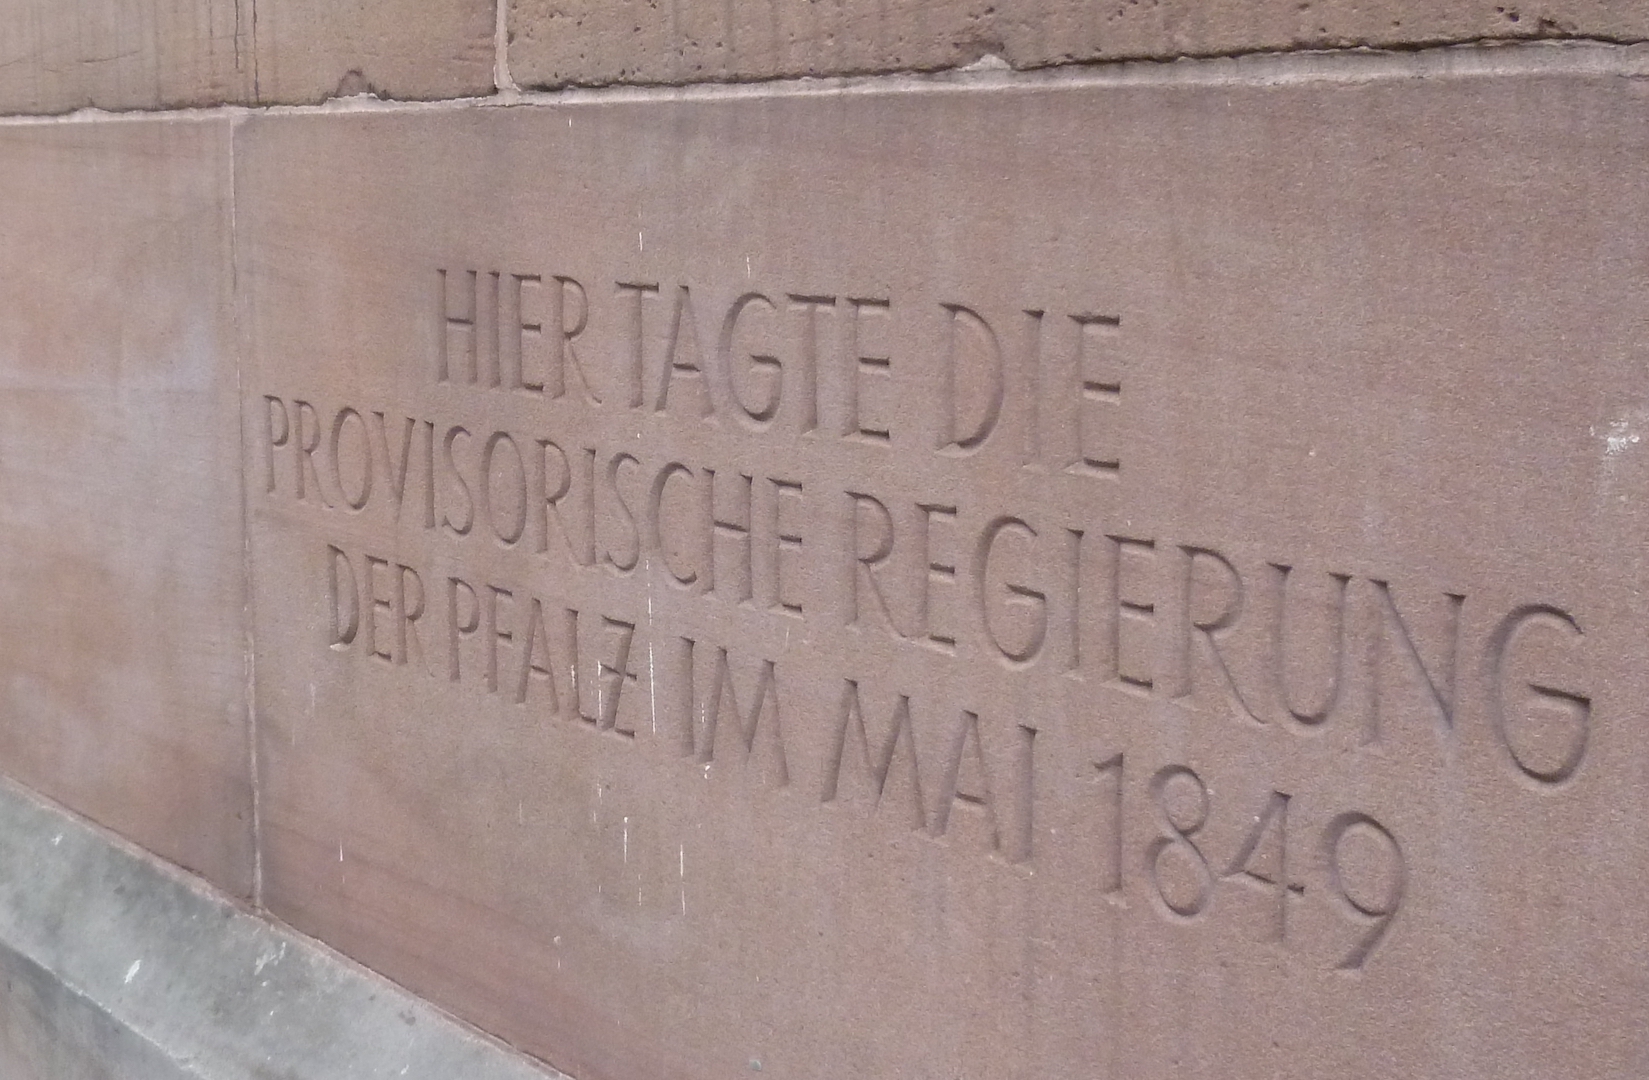 HIER TAGTE DIE
PROVISORISCHE REGIERUNG
DER PFALZ IM MAI 1849